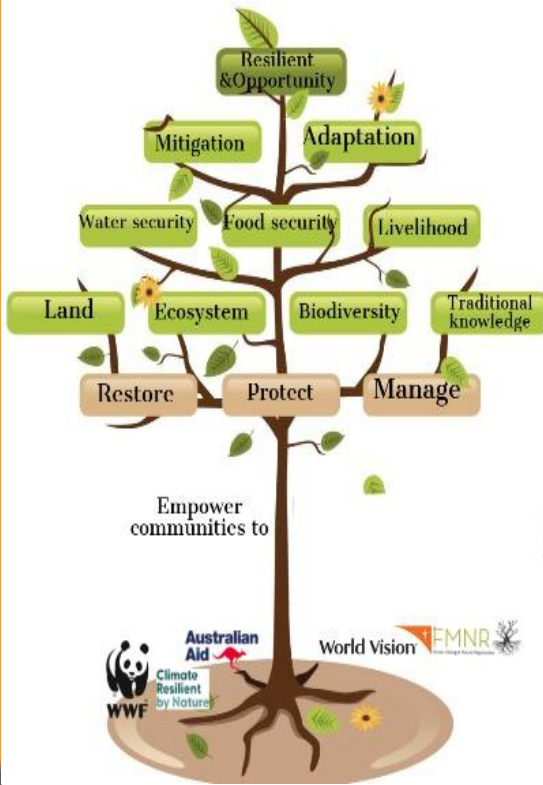 Resilient
&Opportunity
Mitigation
Adaptation
Water security
Food security
Livelihood
Land
Ecosystem
Biodiversity
Traditional
knowledge
Restore
Protect
Manage
Empower
communities to
Australian
Aid
World Vision
FMNR
WWF
Climate
Resilient
by Nature